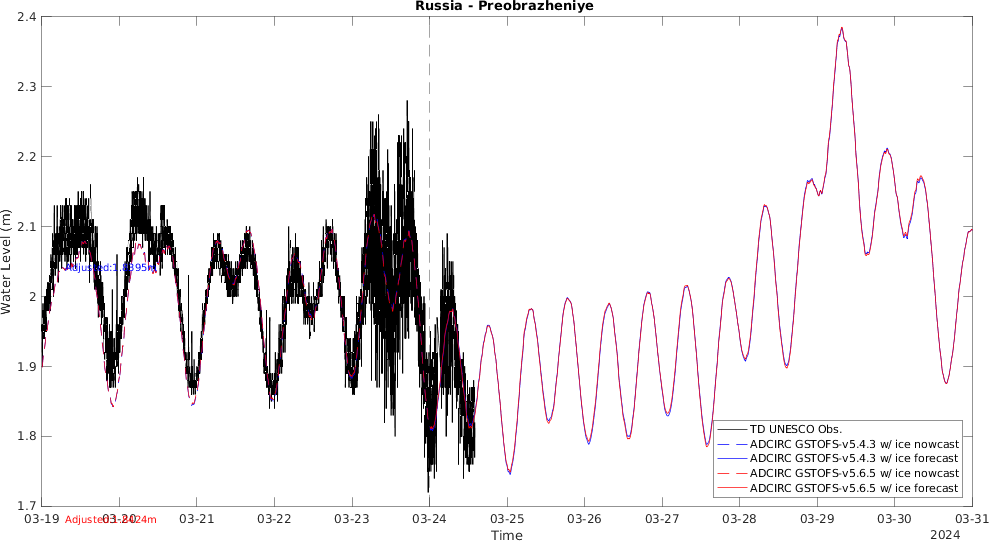 Russia - Preobrazheniye
2.4
2.3
2.2
2.1
2
1.9
1.8
1.7
Water Level (m)
Adjusted:1.8395m
TD UNESCO Obs.
ADCIRC GSTOFS-v5.4.3 w/ ice nowcast
ADCIRC GSTOFS-v5.4.3 w/ ice forecast
ADCIRC GSTOFS-v5.6.5 w/ ice nowcast
ADCIRC GSTOFS-v5.6.5 w/ ice forecast
03-19 03-20 03-21 03-22 03-23 03-24 03-25 03-26 03-27 03-28 03-29 03-30 03-31
Time
2024